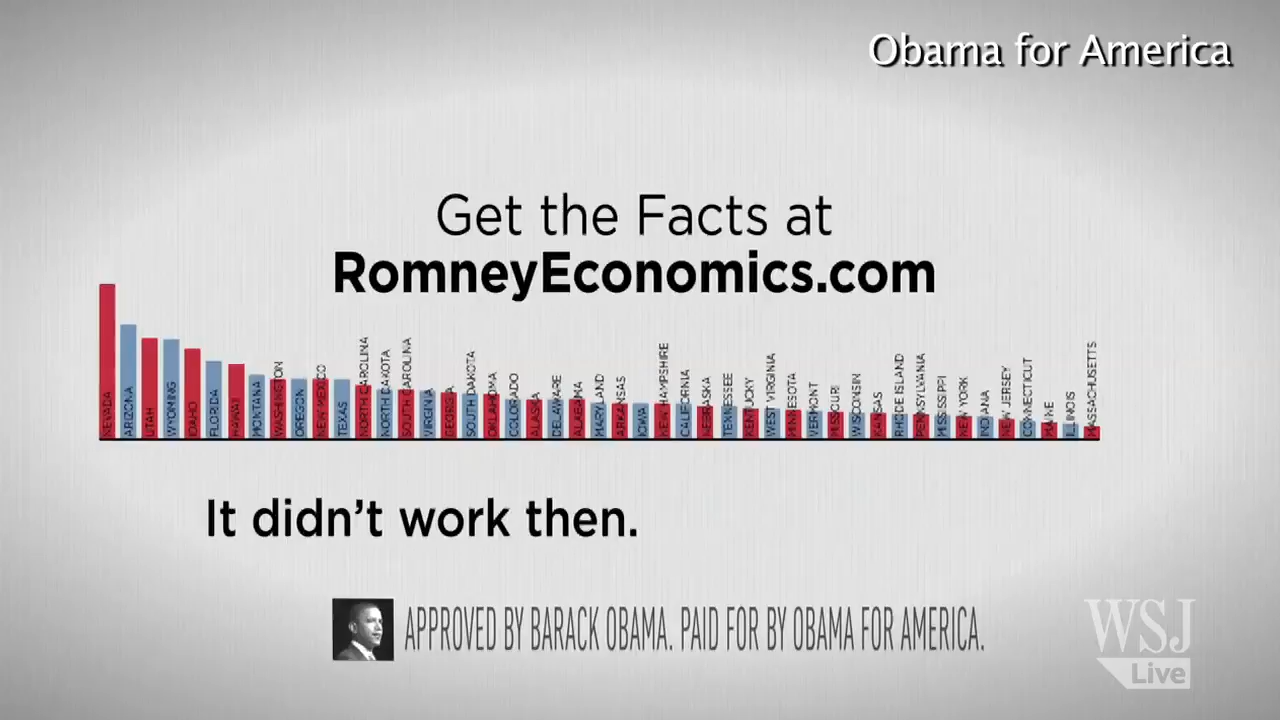 Obama for America
Get the Facts at
RomneyEconomics.com
NEVADA
ARIZONA
UTAH
WYOMING
IDAHO
FLORIDA
HAWAII
MONTANA
WASHINGTON
OREGON
NEW MEXICO
TEXAS
NORTH CAROLINA
NORTH DAKOTA
SOUTH CAROLINA
VIRGINIA
GEORGIA
SOUTH DAKOTA
OKLAHOMA
COLORADO
ALASKA
DELAWARE
ALABAMA
MARYLAND
ARKANSAS
IOWA
NEW HAMPSHIRE
CALIFORNIA
NEBRASKA
TENNESSEE
KENTUCKY
WEST VIRGINIA
MINNESOTA
VERMONT
MISSOURI
WISCONSIN
KANSAS
RHODE ISLAND
PENNSYLVANIA
MISSISSIPPI
NEW YORK
INDIANA
NEW JERSEY
CONNECTICUT
MAINE
ILLINOIS
MASSACHUSETTS
It didn't work then.
APPROVED BY BARACK OBAMA. PAID FOR BY OBAMA FOR AMERICA.
WSJ
Live